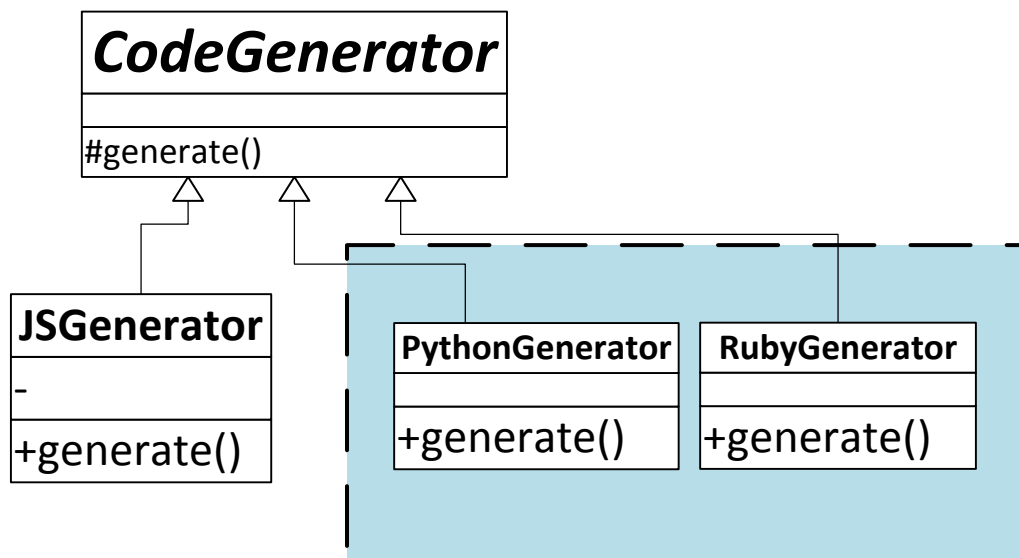 CodeGenerator
#generate()
JSGenerator
-
+generate()
PythonGenerator
+generate()
RubyGenerator
+generate()